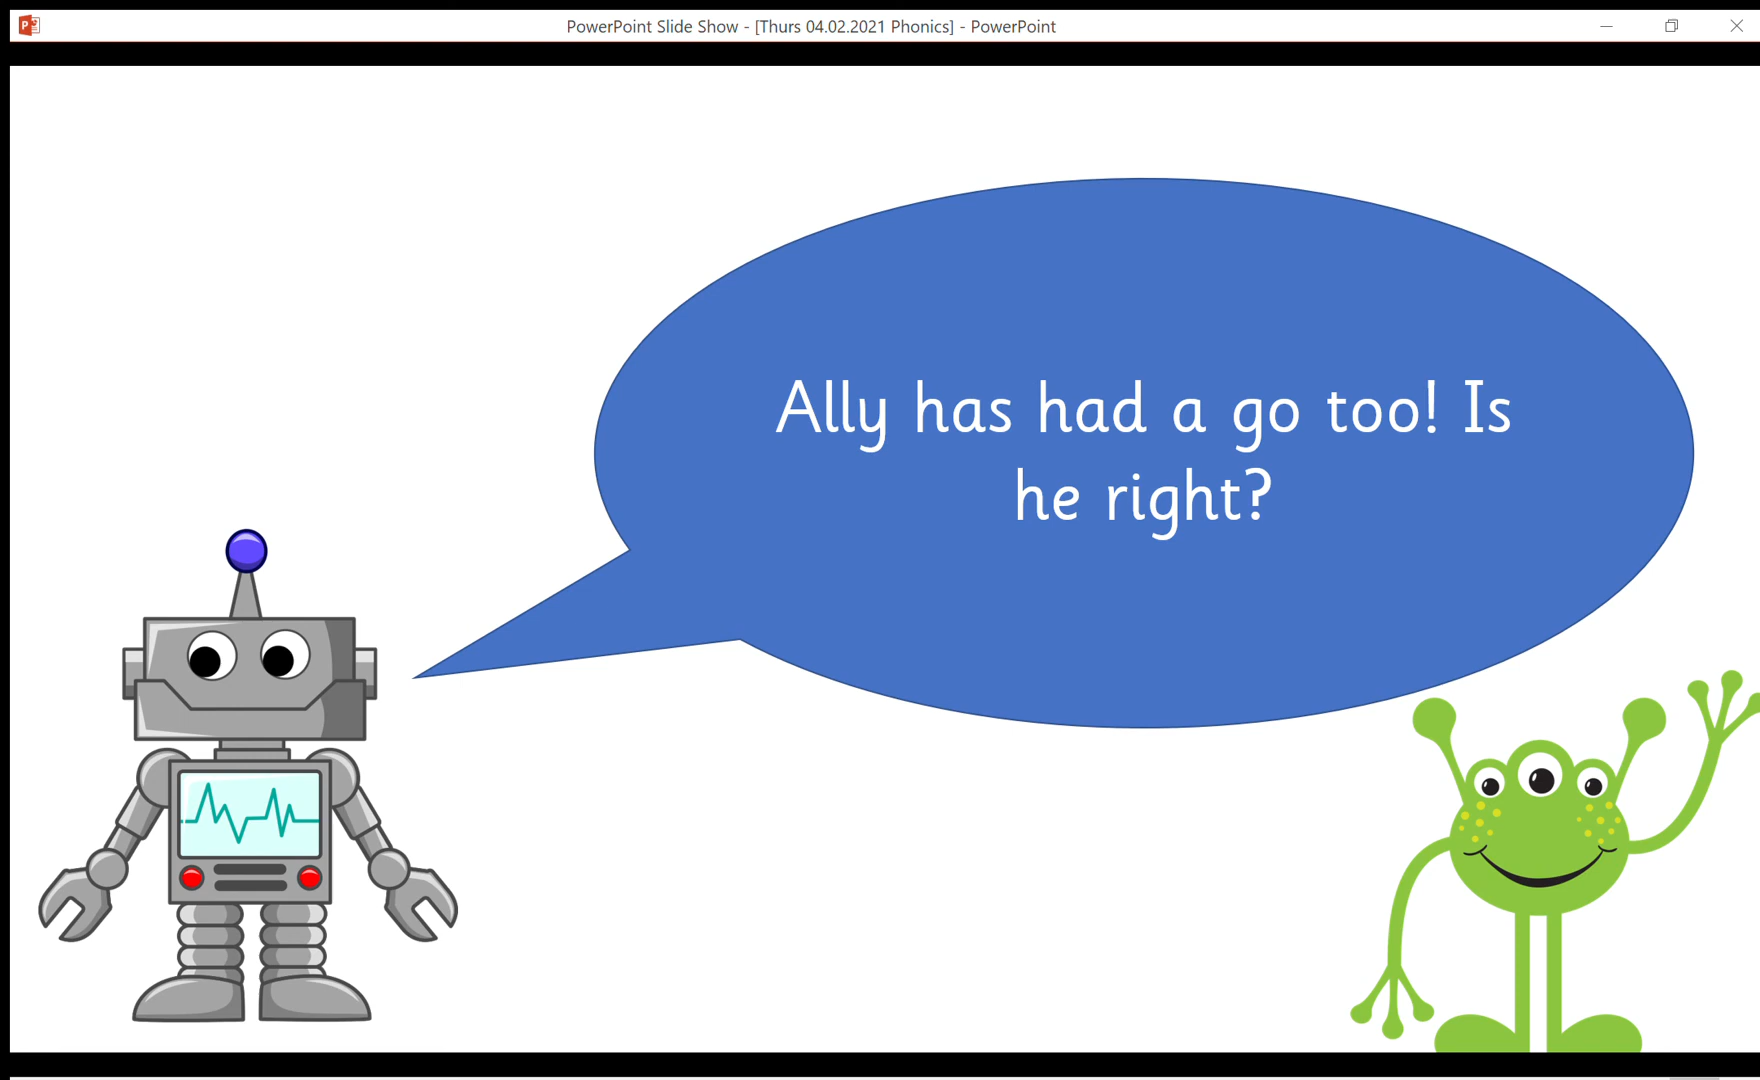 PowerPoint Slide Show - [Thurs 04.02.2021 Phonics] - PowerPoint
Ally has had a go too! Is
he right?